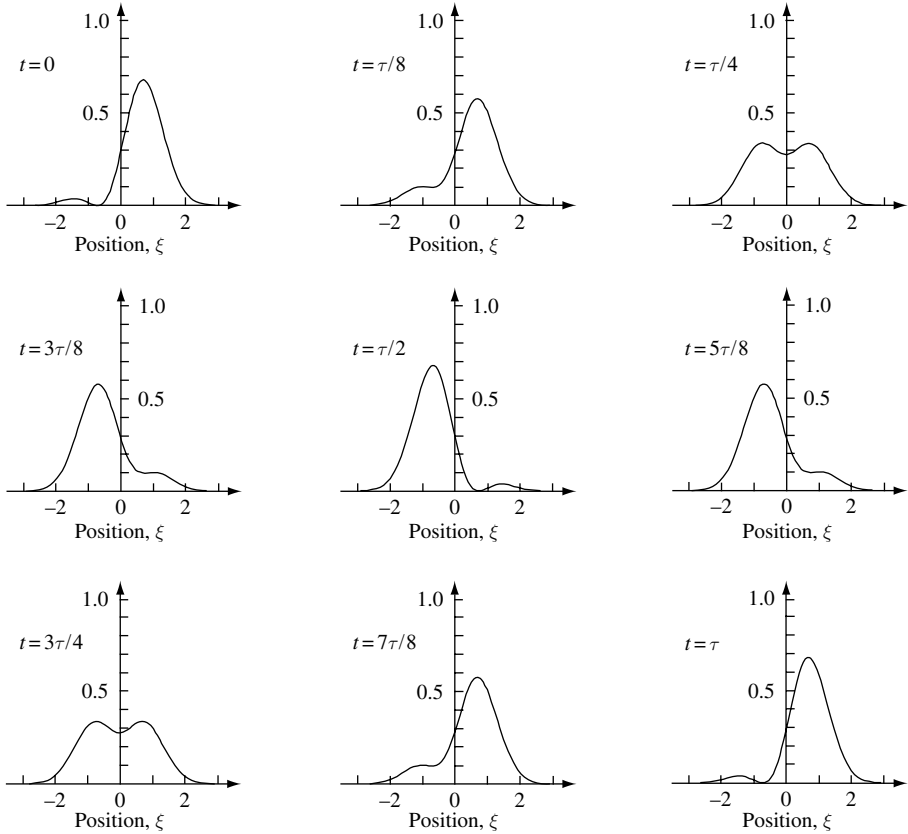 1.0
t = 0
0.5
−2 0 2
Position, ξ
1.0
t = τ/8
0.5
−2 0 2
Position, ξ
1.0
t = τ/4
0.5
−2 0 2
Position, ξ
1.0
t = 3τ/8
0.5
−2 0 2
Position, ξ
1.0
t = τ/2
0.5
−2 0 2
Position, ξ
1.0
t = 5τ/8
0.5
−2 0 2
Position, ξ
1.0
t = 3τ/4
0.5
−2 0 2
Position, ξ
1.0
t = 7τ/8
0.5
−2 0 2
Position, ξ
1.0
t = τ
0.5
−2 0 2
Position, ξ